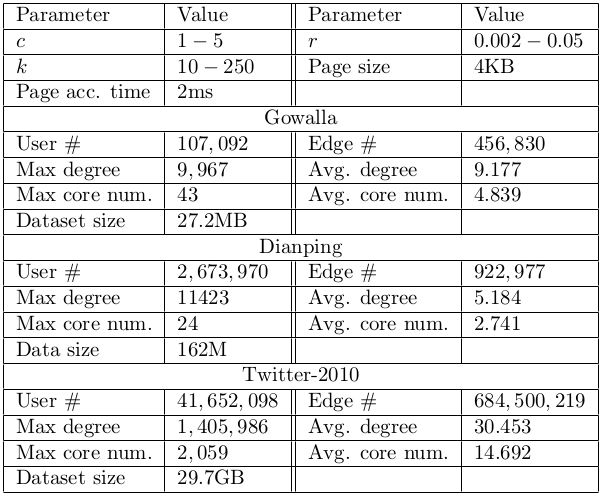 Parameter Value Parameter Value
c 1 − 5 r 0.002 − 0.05
k 10 − 250 Page size 4KB
Page acc. time 2ms
Gowalla
User # 107,092 Edge # 456,830
Max degree 9,967 Avg. degree 9.177
Max core num. 43 Avg. core num. 4.839
Dataset size 27.2MB
Dianping
User # 2,673,970 Edge # 922,977
Max degree 11423 Avg. degree 5.184
Max core num. 24 Avg. core num. 2.741
Data size 162M
Twitter-2010
User # 41,652,098 Edge # 684,500,219
Max degree 1,405,986 Avg. degree 30.453
Max core num. 2,059 Avg. core num. 14.692
Dataset size 29.7GB